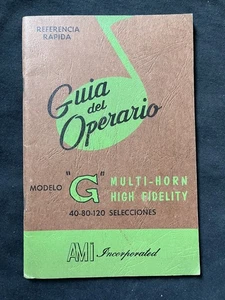 REFERENCIA
RAPIDA
Guia
del
Operario
MODELO "G" MULTI-HORN
HIGH FIDELITY
40-80-120 SELECCIONES
AMI Incorporated